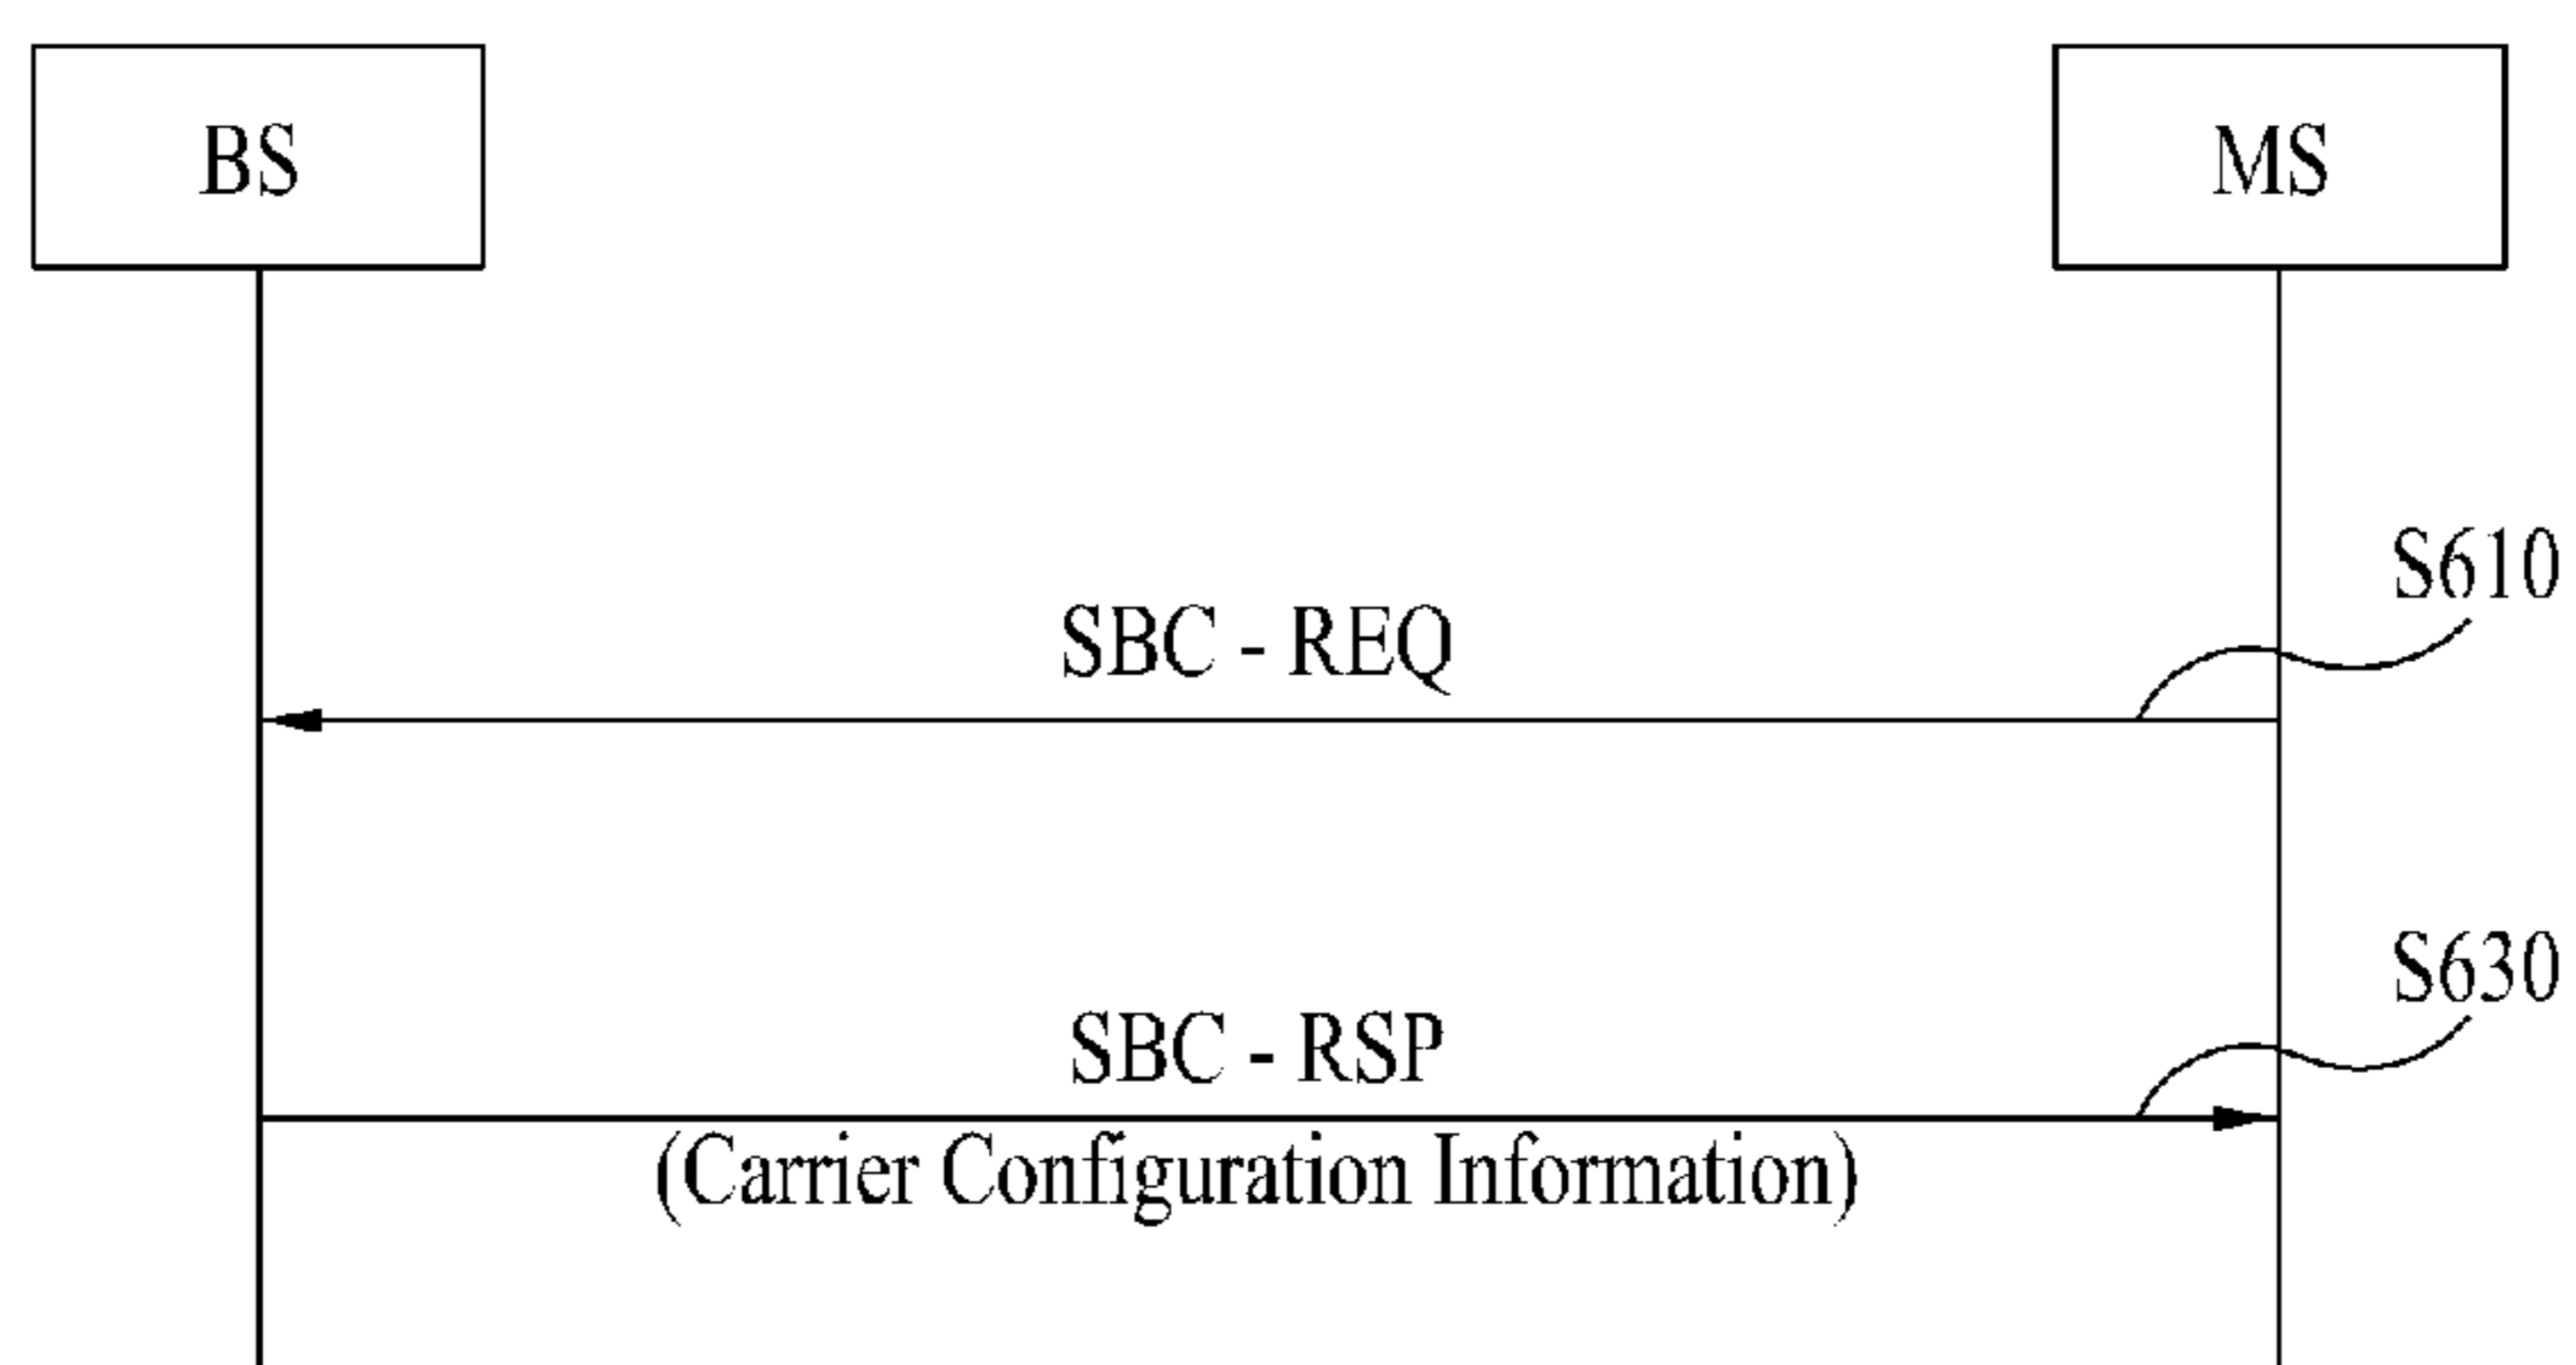 BS
MS
S610
SBC - REQ
S630
SBC - RSP
(Carrier Configuration Information)